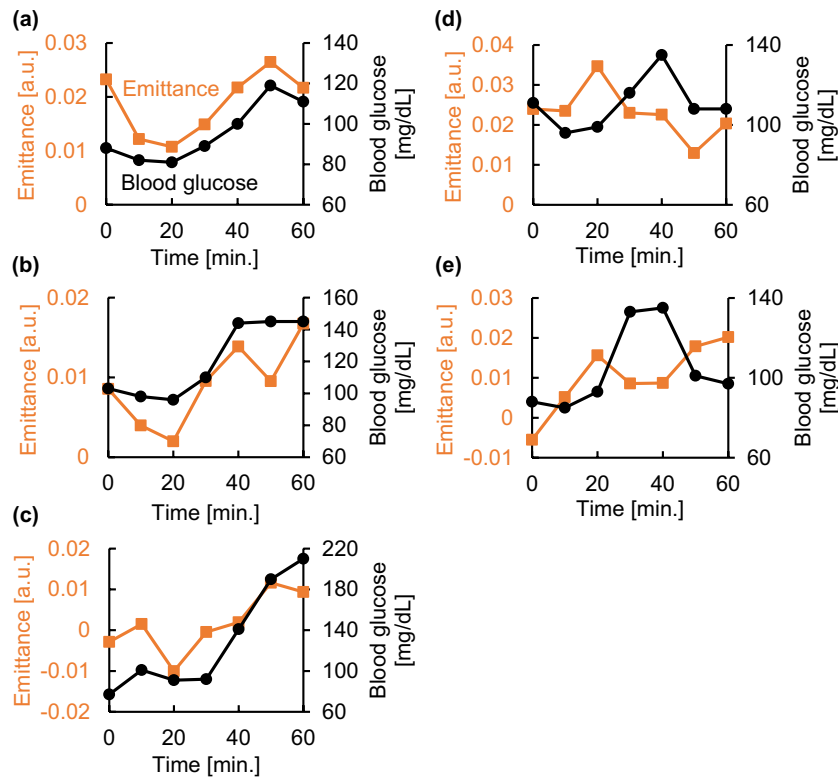 (a)
0.03
0.02
0.01
0
Emittance [a.u.]
140
120
100
80
60
Blood glucose
[mg/dL]
Emittance
Blood glucose
0 20 40 60
Time [min.]
(b)
0.02
0.01
0
Emittance [a.u.]
160
140
120
100
80
60
Blood glucose
[mg/dL]
0 20 40 60
Time [min.]
(c)
0.02
0.01
0
-0.01
-0.02
Emittance [a.u.]
220
180
140
100
60
Blood glucose
[mg/dL]
0 20 40 60
Time [min.]
(d)
0.04
0.03
0.02
0.01
0
Emittance [a.u.]
140
100
60
Blood glucose
[mg/dL]
0 20 40 60
Time [min.]
(e)
0.03
0.02
0.01
0
-0.01
Emittance [a.u.]
140
100
60
Blood glucose
[mg/dL]
0 20 40 60
Time [min.]